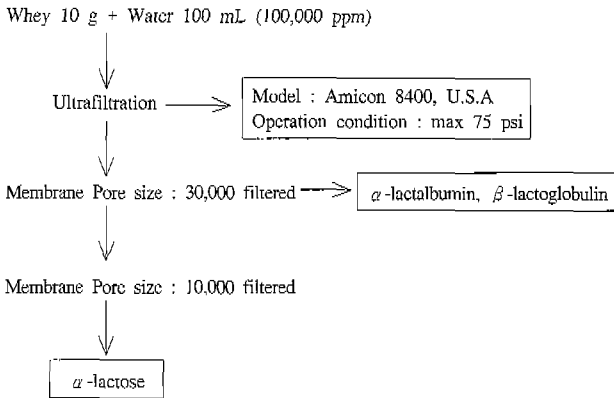 Whey 10 g + Water 100 mL (100,000 ppm)
Ultrafiltration
Model : Amicon 8400, U.S.A
Operation condition : max 75 psi
Membrane Pore size : 30,000 filtered
α-lactalbumin, β-lactoglobulin
Membrane Pore size : 10,000 filtered
α-lactose